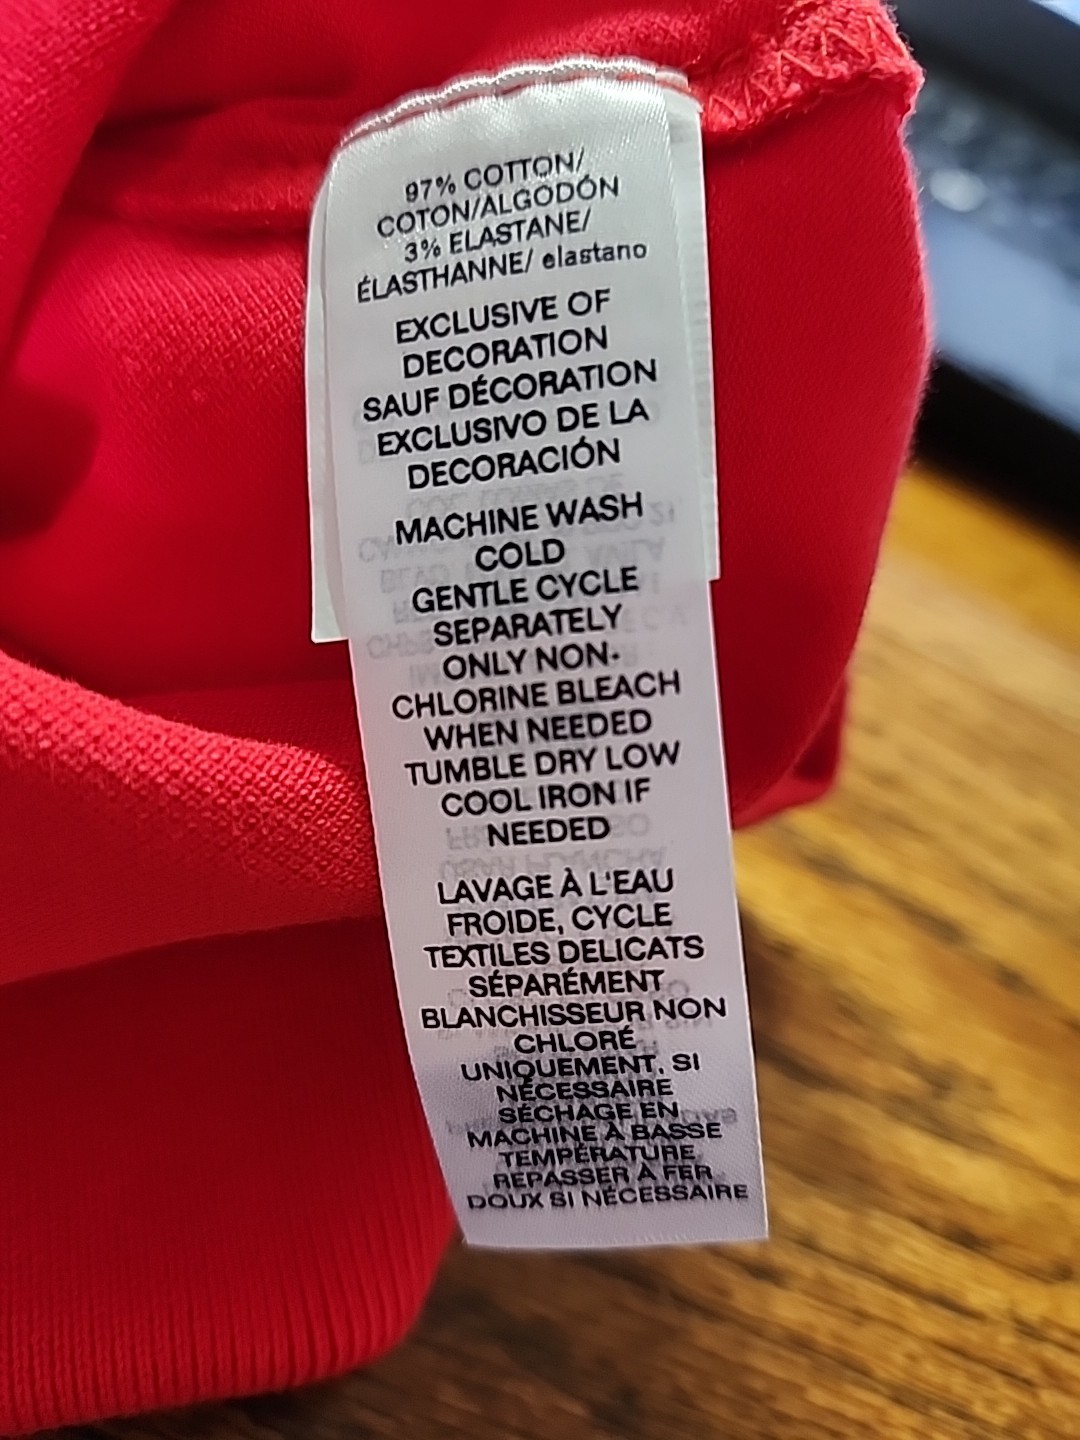 97% COTTON/
COTON/ALGODÓN
3% ELASTANE/
ÉLASTHANNE/ elastano
EXCLUSIVE OF
DECORATION
SAUF DÉCORATION
EXCLUSIVO DE LA
DECORACIÓN
MACHINE WASH
COLD
GENTLE CYCLE
SEPARATELY
ONLY NON-
CHLORINE BLEACH
WHEN NEEDED
TUMBLE DRY LOW
COOL IRON IF
NEEDED
LAVAGE À L'EAU
FROIDE, CYCLE
TEXTILES DELICATS
SÉPARÉMENT
BLANCHISSEUR NON
CHLORÉ
UNIQUEMENT, SI
NÉCESSAIRE
SÉCHAGE EN
MACHINE À BASSE
TEMPÉRATURE
REPASSER À FER
DOUX SI NÉCESSAIRE